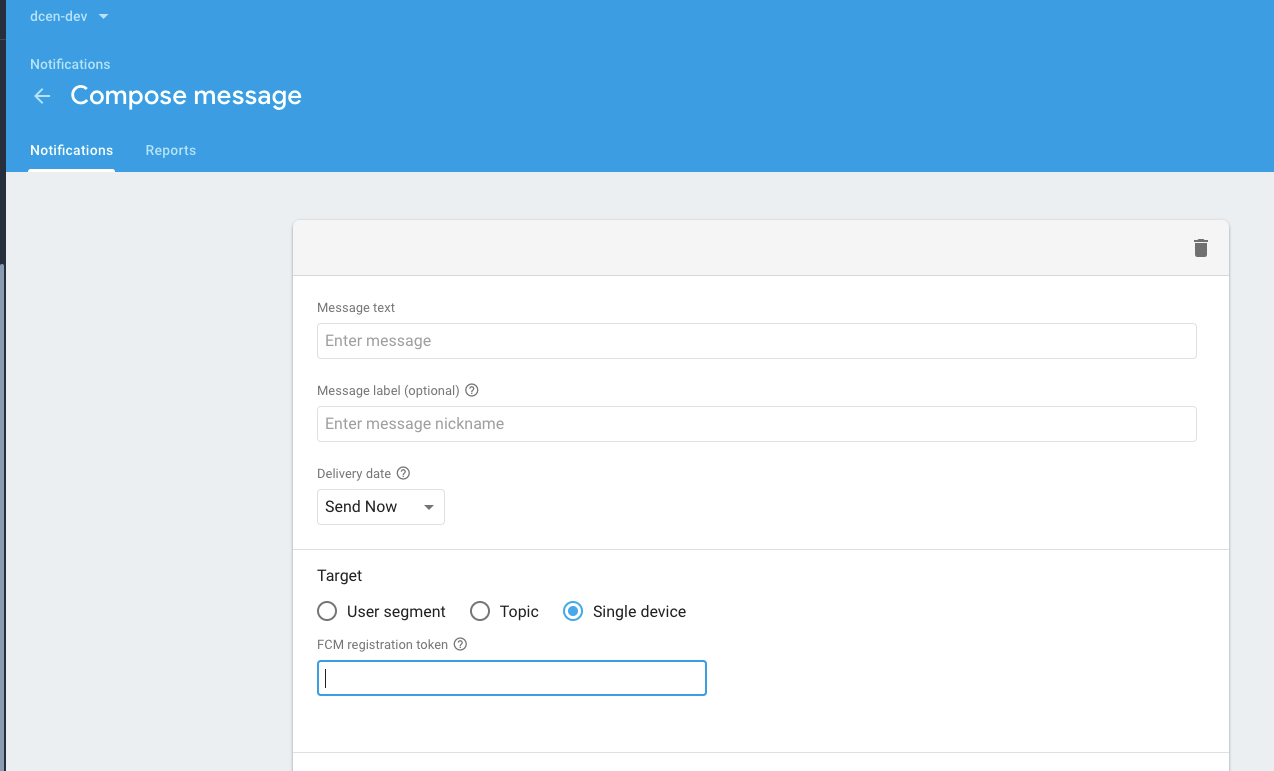 dcen-dev
Notifications
Compose message
Notifications Reports
Message text
Enter message
Message label (optional)
Enter message nickname
Delivery date
Send Now
Target
User segment Topic Single device
FCM registration token